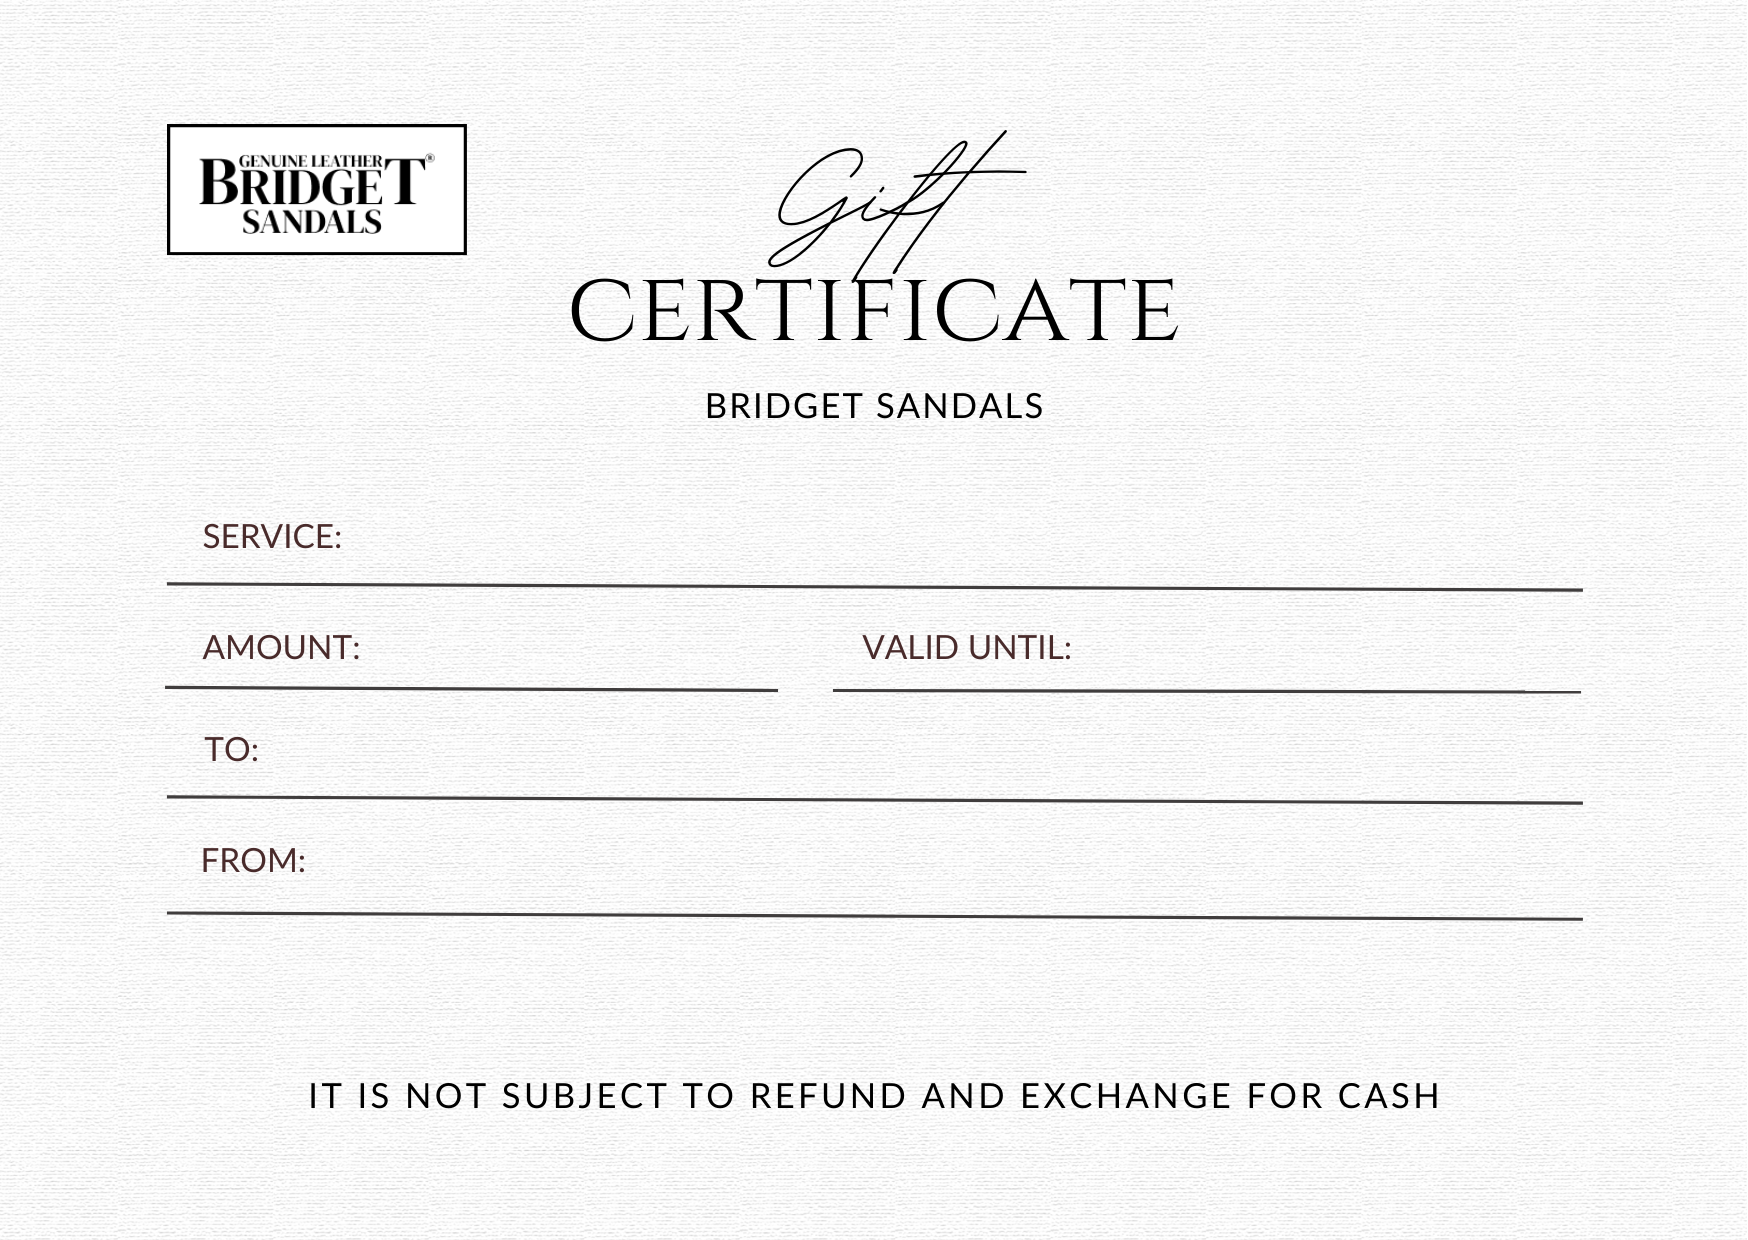 GENUINE LEATHER
BRIDGET®
SANDALS
Gift
CERTIFICATE
BRIDGET SANDALS
SERVICE:
AMOUNT: VALID UNTIL:
TO:
FROM:
IT IS NOT SUBJECT TO REFUND AND EXCHANGE FOR CASH